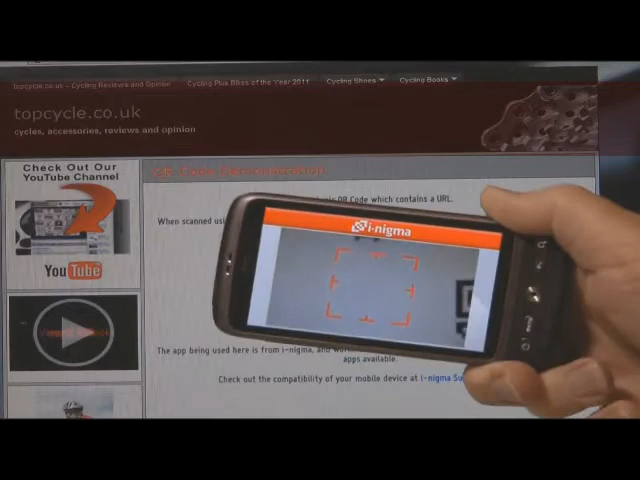 topcycle.co.uk – Cycling Reviews and Opinion Cycling Plus Bikes of the Year 2011 Cycling Shoes Cycling Books
topcycle.co.uk
cycles, accessories, reviews and opinion
Check Out Our
YouTube Channel
QR Code Demonstration
QR Code which contains a URL.
When scanned
i-nigma
YouTube
The app being used here is from i-nigma, and
apps available.
Check out the compatibility of your mobile device at i-nigma